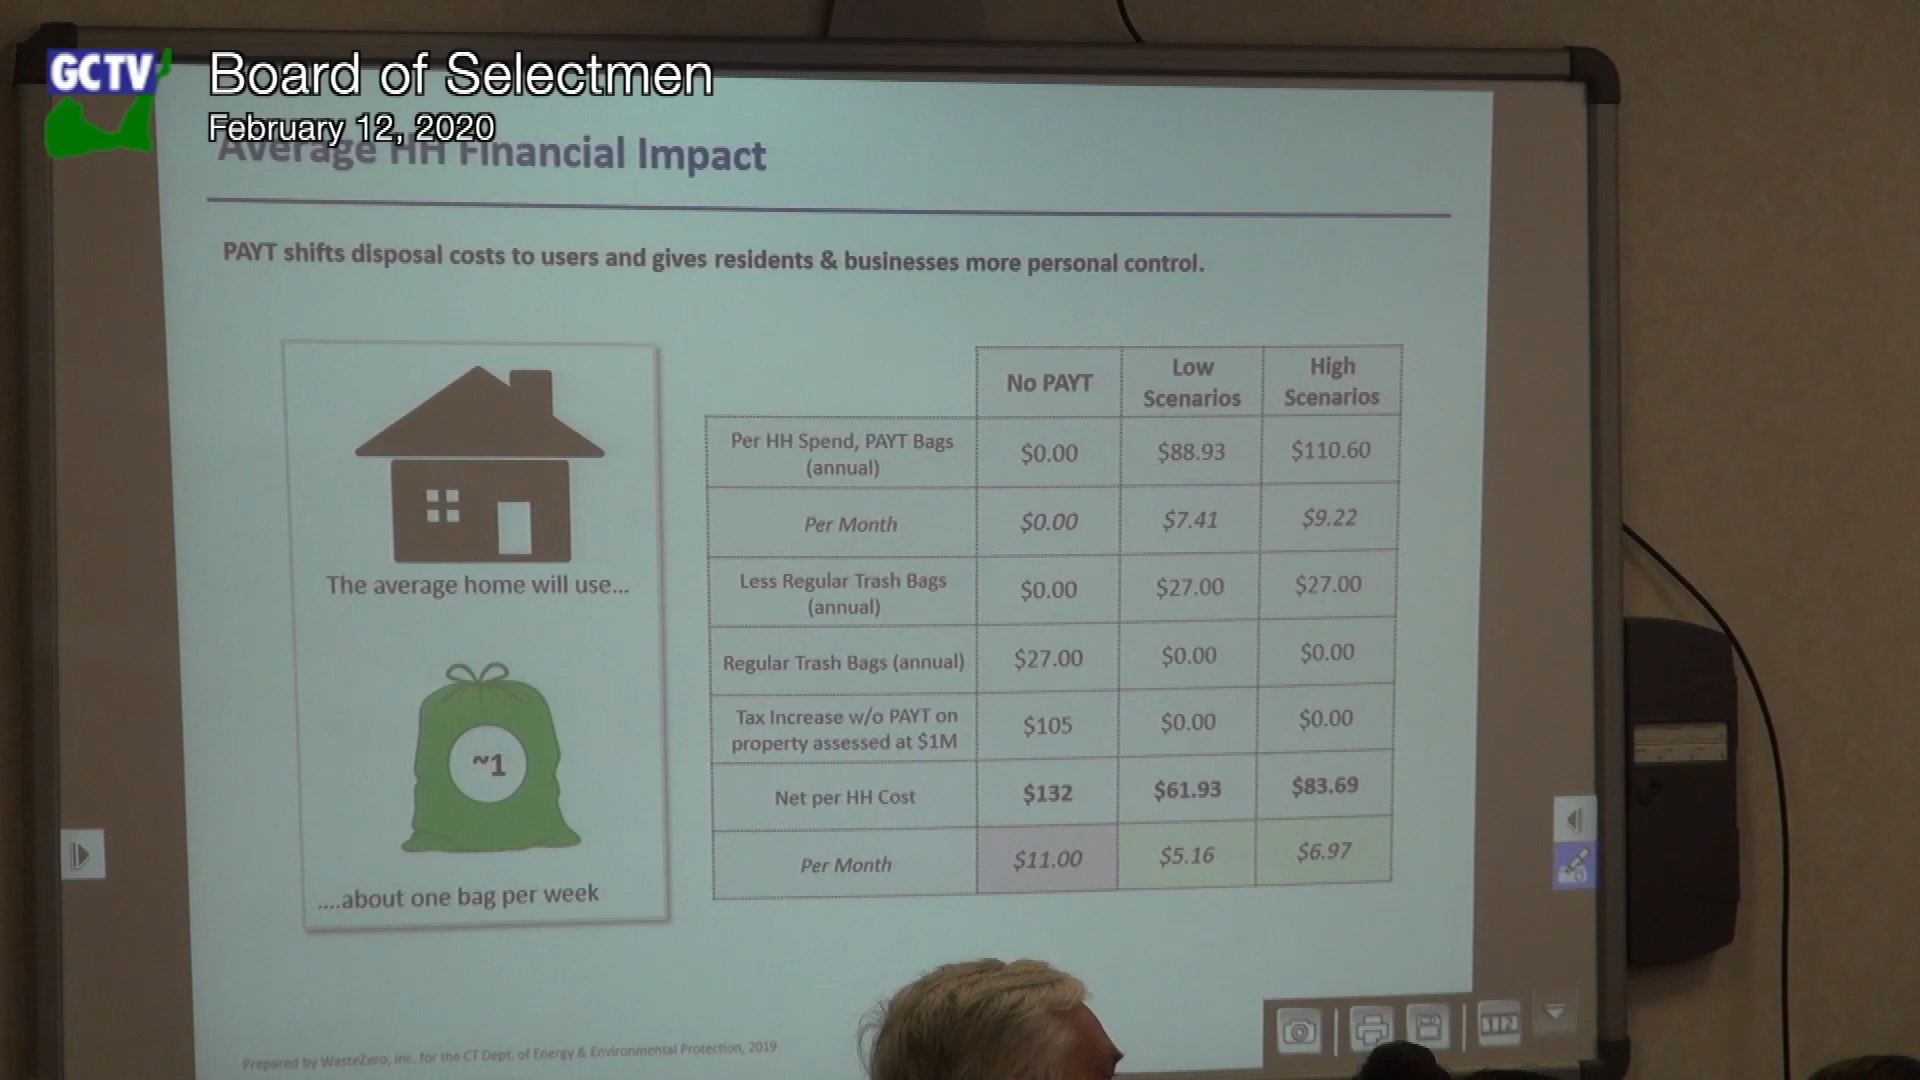 GCTV
Board of Selectmen
February 12, 2020
Average HH Financial Impact
PAYT shifts disposal costs to users and gives residents & businesses more personal control.
The average home will use...
~1
....about one bag per week
No PAYT Low Scenarios High Scenarios
Per HH Spend, PAYT Bags (annual) $0.00 $88.93 $110.60
Per Month $0.00 $7.41 $9.22
Less Regular Trash Bags (annual) $0.00 $27.00 $27.00
Regular Trash Bags (annual) $27.00 $0.00 $0.00
Tax Increase w/o PAYT on property assessed at $1M $105 $0.00 $0.00
Net per HH Cost $132 $61.93 $83.69
Per Month $11.00 $5.16 $6.97
Prepared by WasteZero, Inc. for the CT Dept. of Energy & Environmental Protection, 2019